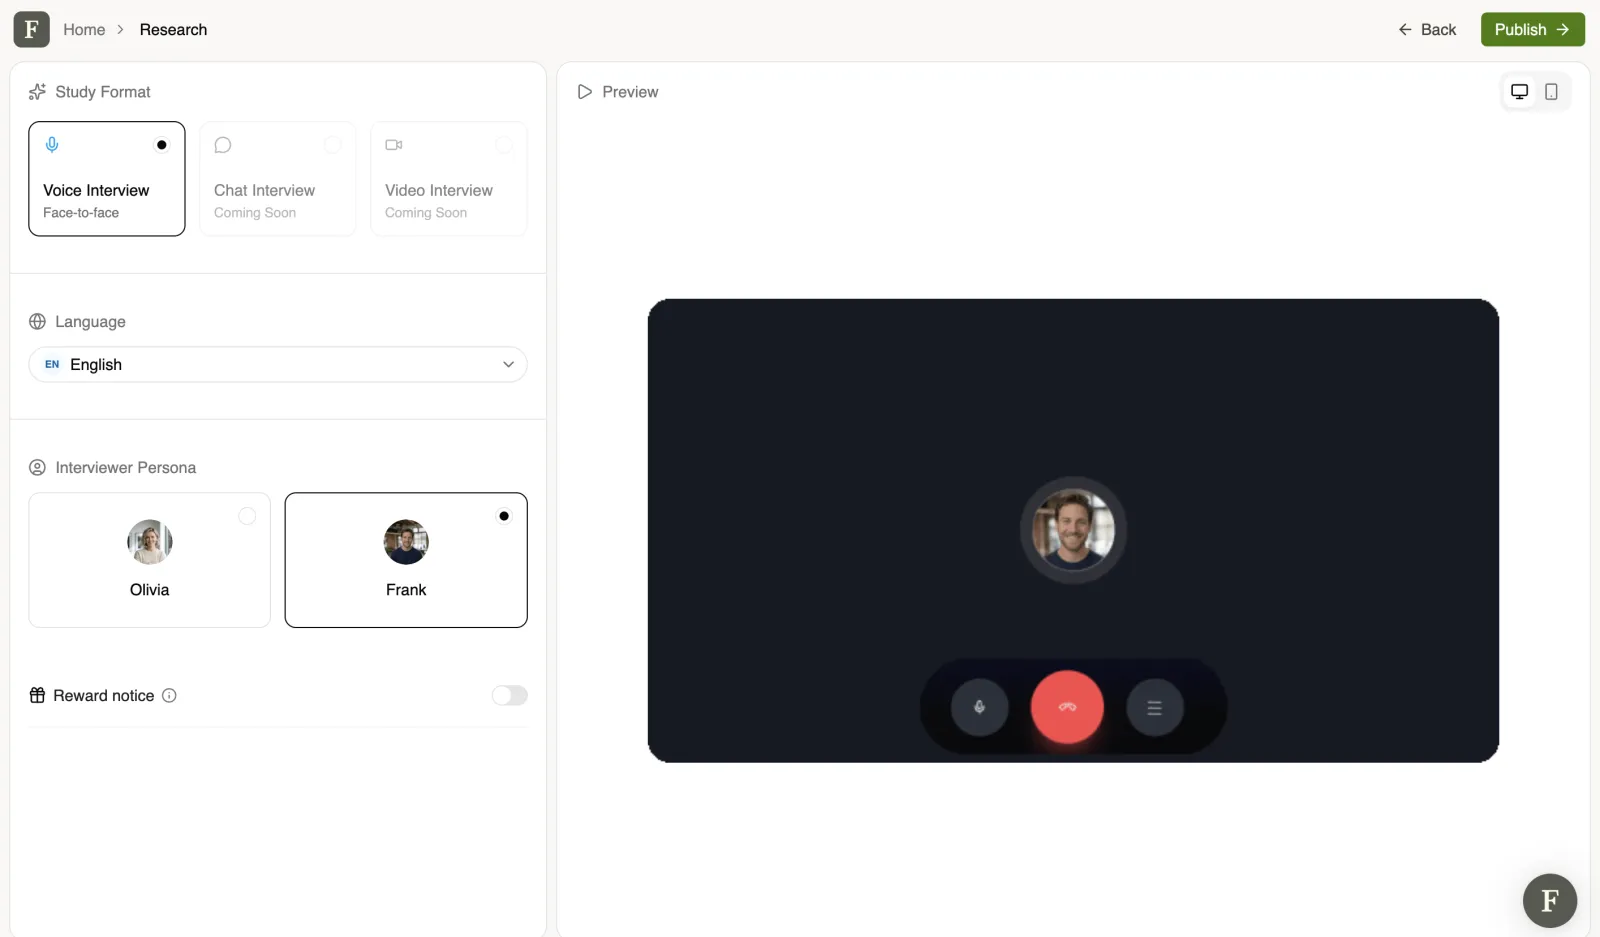 F
Home
Research
Back
Publish
Study Format
Voice Interview
Face-to-face
Chat Interview
Coming Soon
Video Interview
Coming Soon
Language
EN English
Interviewer Persona
Olivia
Frank
Reward notice
Preview
F